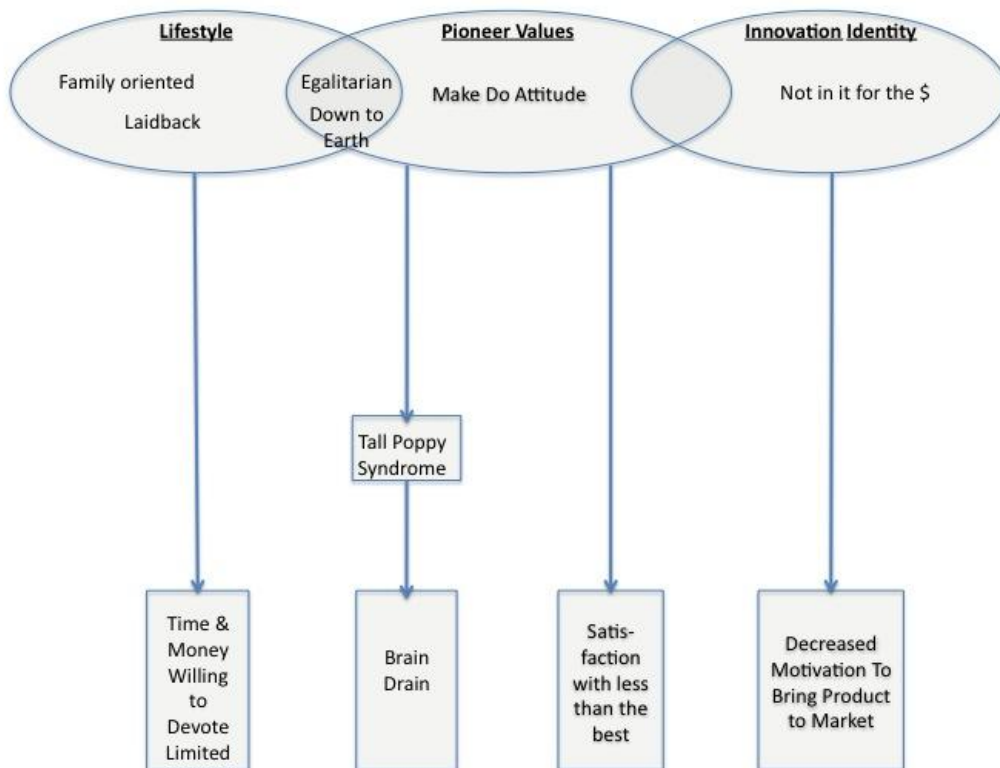 Lifestyle
Family oriented
Laidback
Egalitarian
Down to
Earth
Pioneer Values
Make Do Attitude
Innovation Identity
Not in it for the $
Tall Poppy
Syndrome
Time &
Money
Willing
to
Devote
Limited
Brain
Drain
Satis-
faction
with less
than the
best
Decreased
Motivation To
Bring Product
to Market